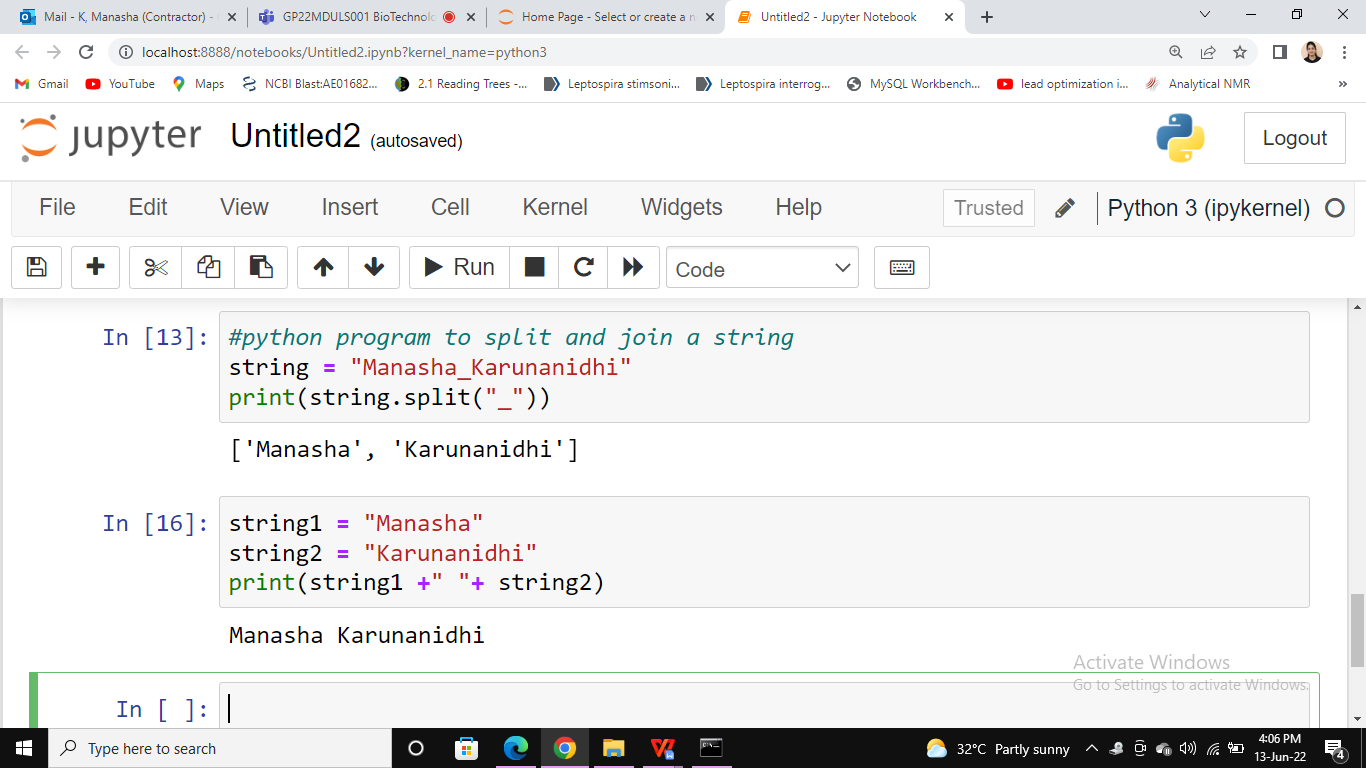 Mail - K, Manasha (Contractor) -
GP22MDULS001 BioTechnolo
Home Page - Select or create a n
Untitled2 - Jupyter Notebook
localhost:8888/notebooks/Untitled2.ipynb?kernel_name=python3
Gmail
YouTube
Maps
NCBI Blast:AE01682...
2.1 Reading Trees -...
Leptospira stimsoni...
Leptospira interrog...
MySQL Workbench...
lead optimization i...
Analytical NMR
»
jupyter Untitled2 (autosaved)
Logout
File Edit View Insert Cell Kernel Widgets Help
Trusted
Python 3 (ipykernel)
Run
Code
In [13]:
#python program to split and join a string
string = "Manasha_Karunanidhi"
print(string.split("_"))
['Manasha', 'Karunanidhi']
In [16]:
string1 = "Manasha"
string2 = "Karunanidhi"
print(string1 +" "+ string2)
Manasha Karunanidhi
In [ ]:
Activate Windows
Go to Settings to activate Windows.
Type here to search
32°C Partly sunny
4:06 PM
13-Jun-22
4